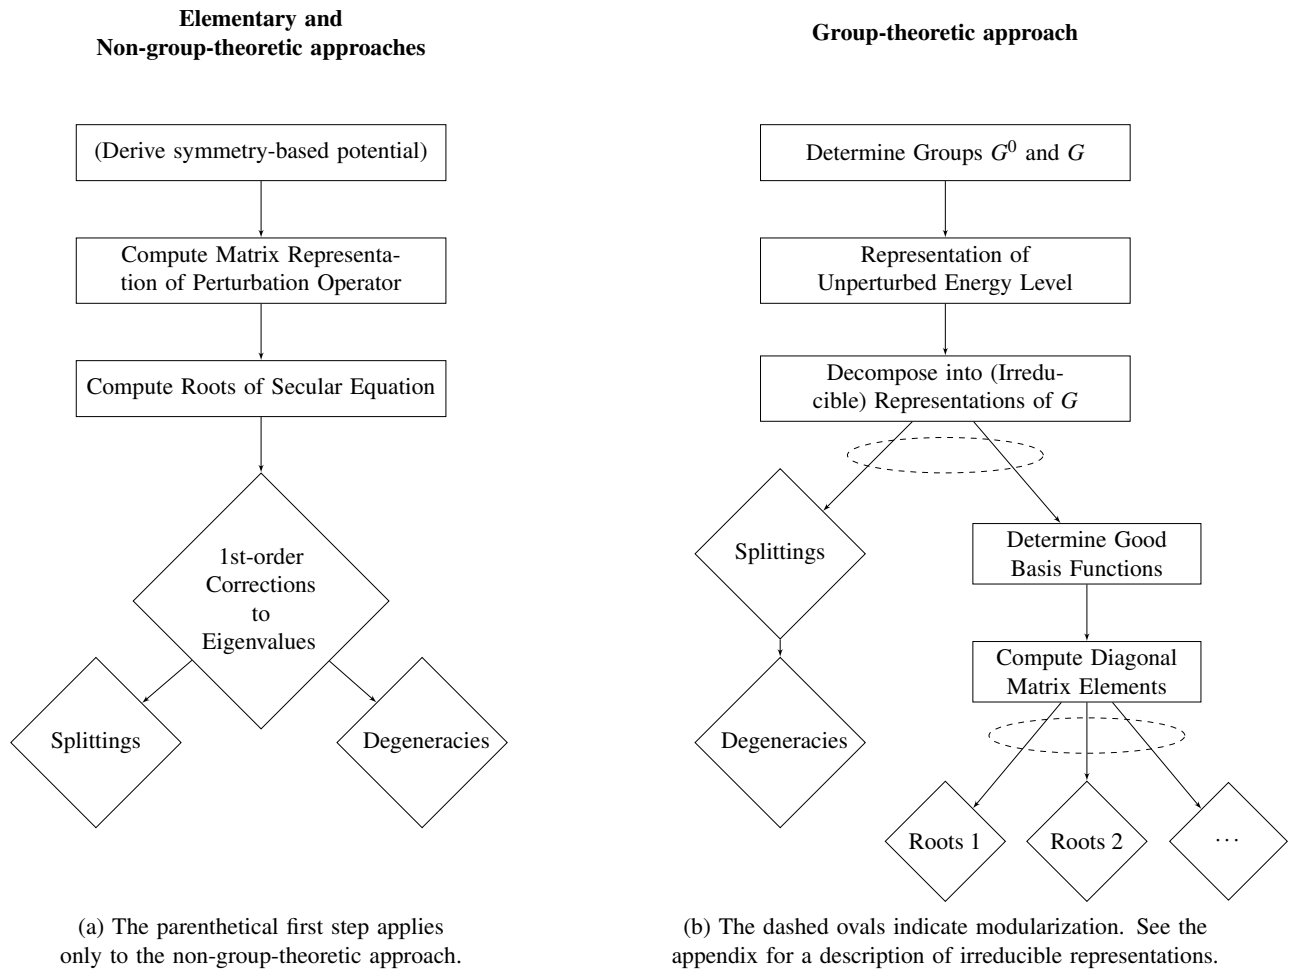 Elementary and
Non-group-theoretic approaches
(Derive symmetry-based potential)
Compute Matrix Representa-
tion of Perturbation Operator
Compute Roots of Secular Equation
1st-order
Corrections
to
Eigenvalues
Splittings
Degeneracies
(a) The parenthetical first step applies
only to the non-group-theoretic approach.
Group-theoretic approach
Determine Groups G⁰ and G
Representation of
Unperturbed Energy Level
Decompose into (Irredu-
cible) Representations of G
Splittings
Degeneracies
Determine Good
Basis Functions
Compute Diagonal
Matrix Elements
Roots 1
Roots 2
···
(b) The dashed ovals indicate modularization. See the
appendix for a description of irreducible representations.